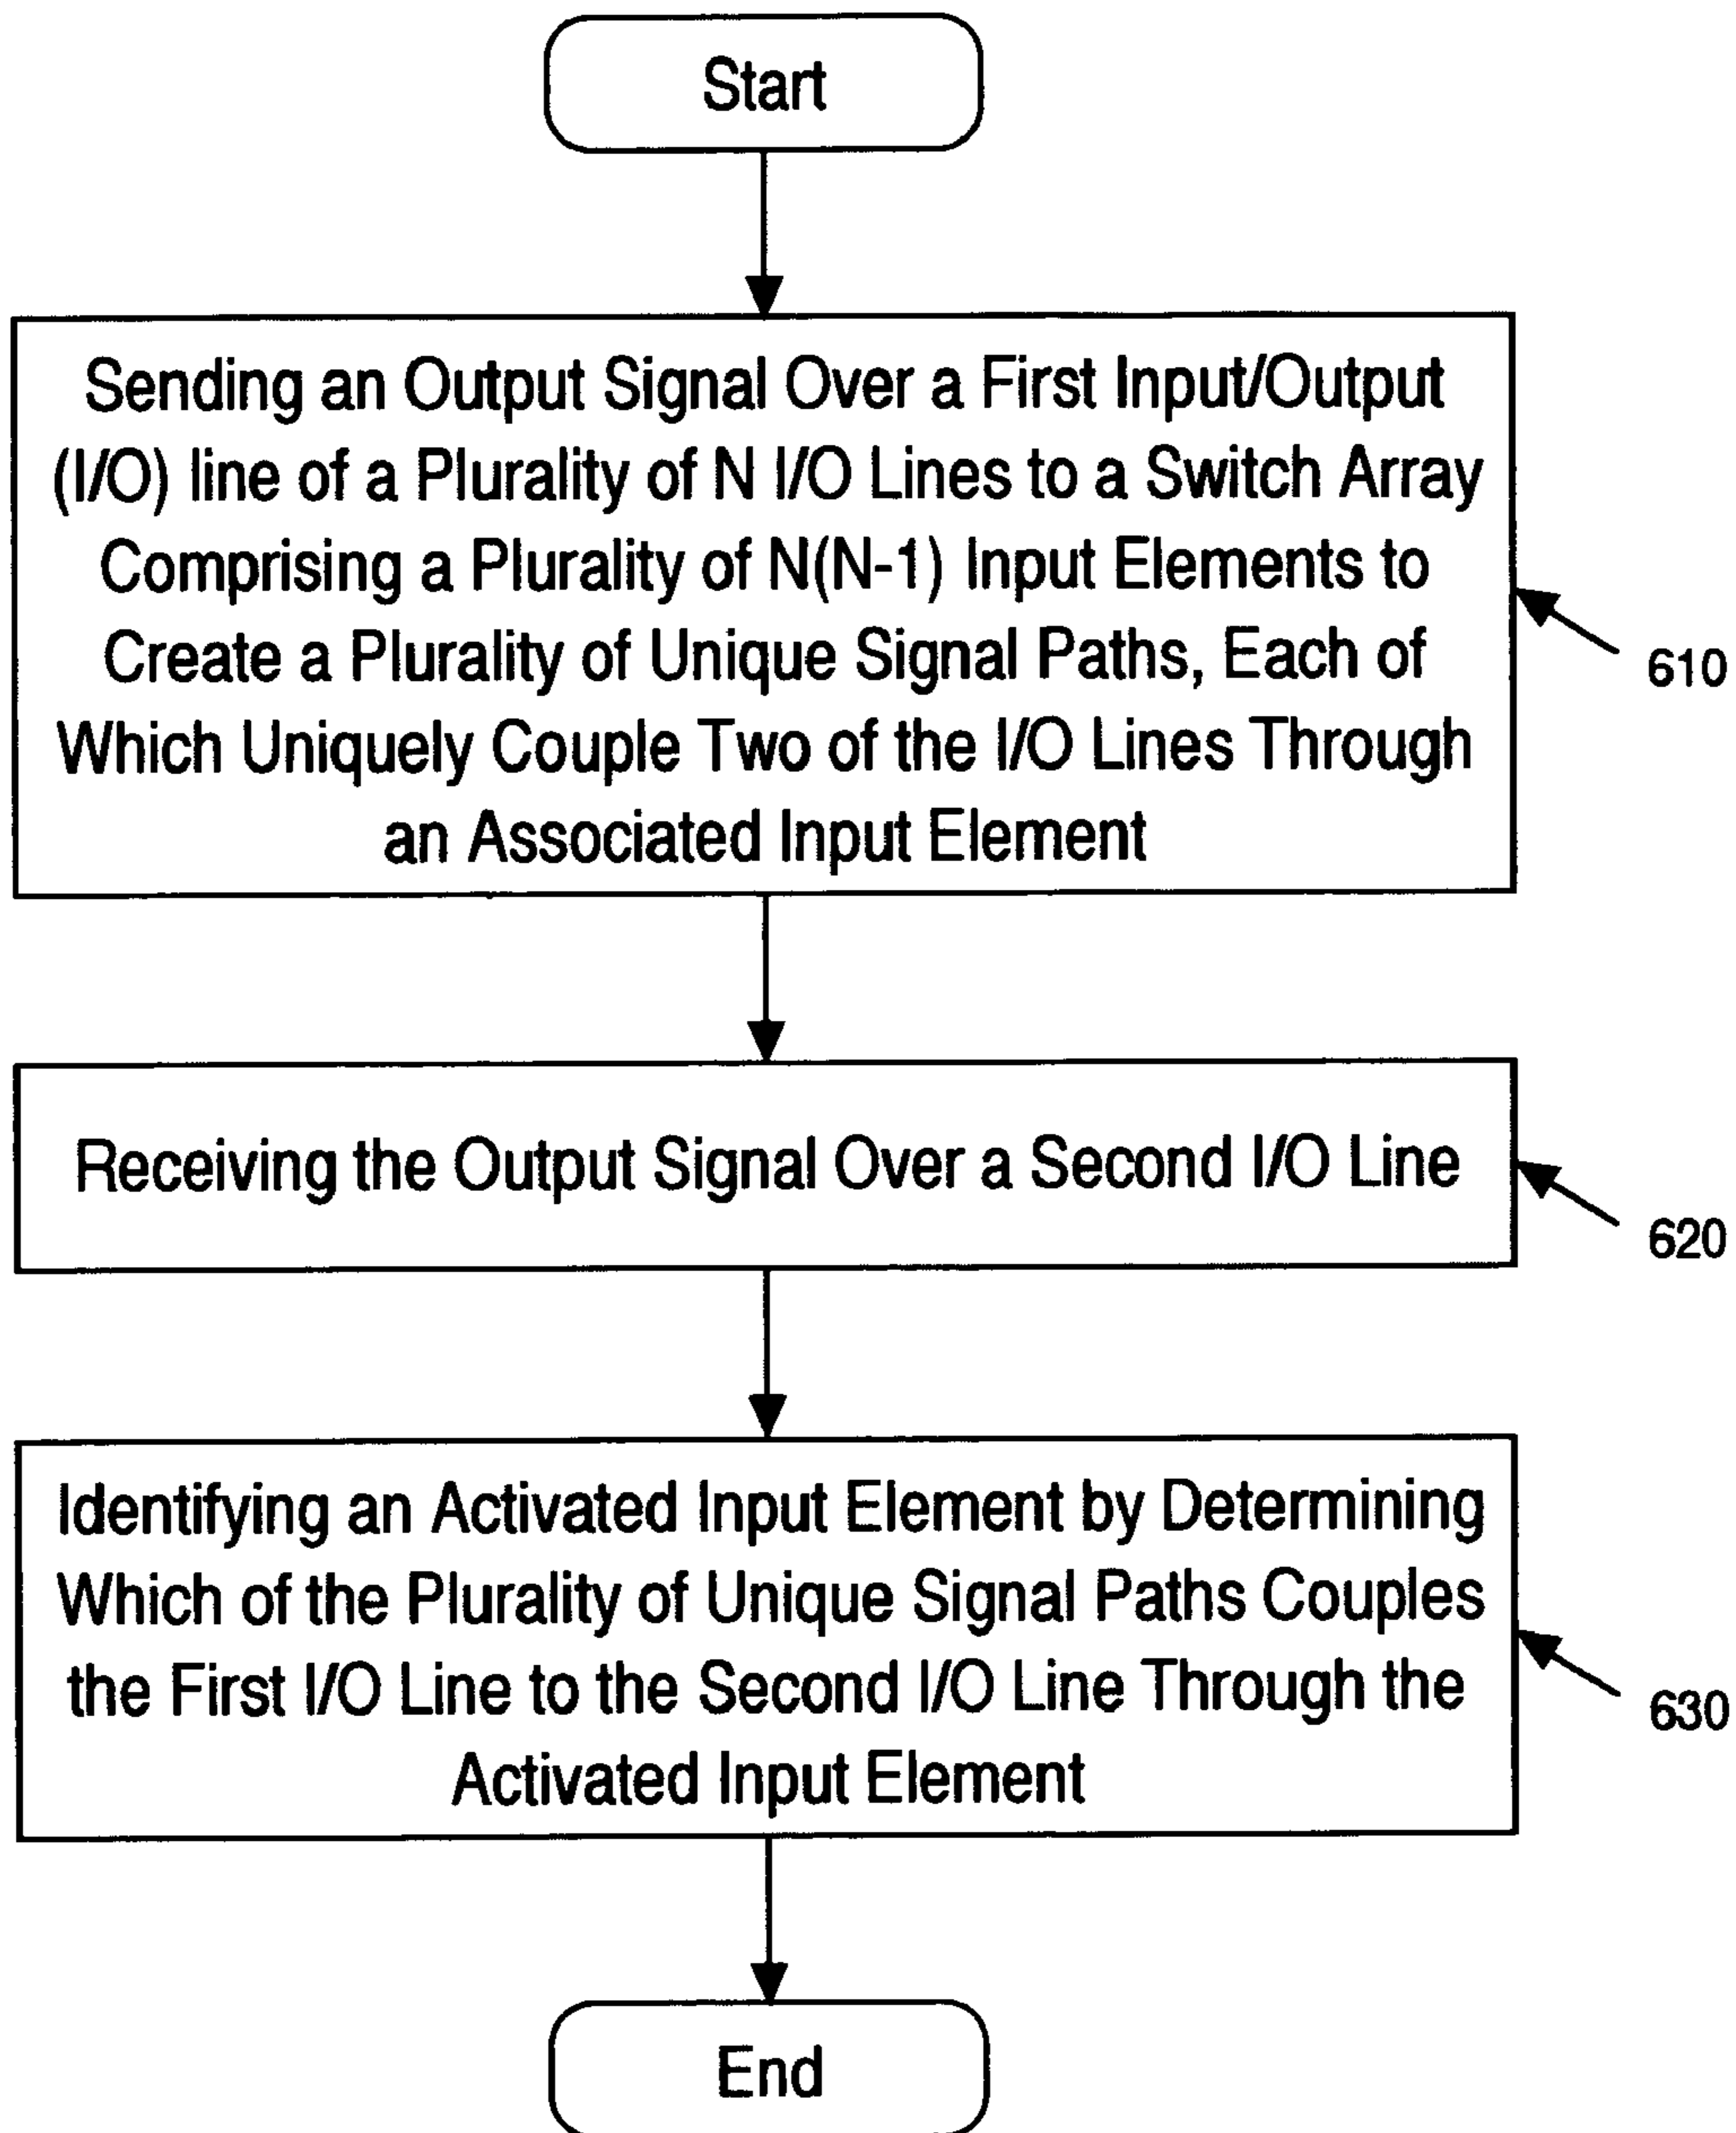 Start
Sending an Output Signal Over a First Input/Output
(I/O) line of a Plurality of N I/O Lines to a Switch Array
Comprising a Plurality of N(N-1) Input Elements to
Create a Plurality of Unique Signal Paths, Each of
Which Uniquely Couple Two of the I/O Lines Through
an Associated Input Element
610
Receiving the Output Signal Over a Second I/O Line
620
Identifying an Activated Input Element by Determining
Which of the Plurality of Unique Signal Paths Couples
the First I/O Line to the Second I/O Line Through the
Activated Input Element
630
End